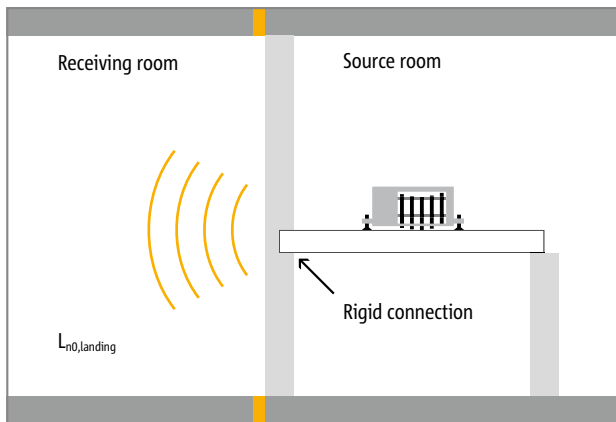 Receiving room
Source room
Rigid connection
Ln0,landing